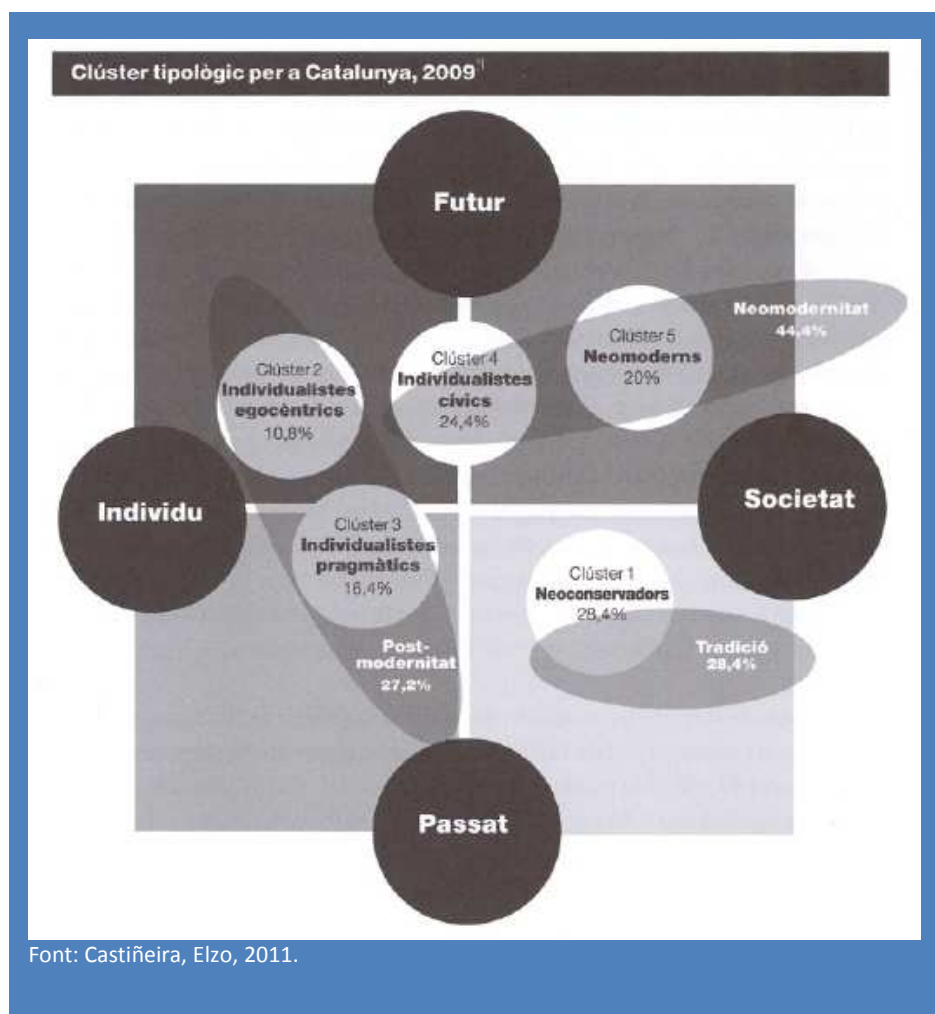 Clúster tipològic per a Catalunya, 2009
Futur
Neomodernitat
44,4%
Clúster 5
Neomoderns
20%
Clúster 4
Individualistes
cívics
24,4%
Clúster 2
Individualistes
egocèntrics
10,8%
Individu
Societat
Clúster 3
Individualistes
pragmàtics
16,4%
Clúster 1
Neoconservadors
28,4%
Post-
modernitat
27,2%
Tradició
28,4%
Passat
Font: Castiñeira, Elzo, 2011.